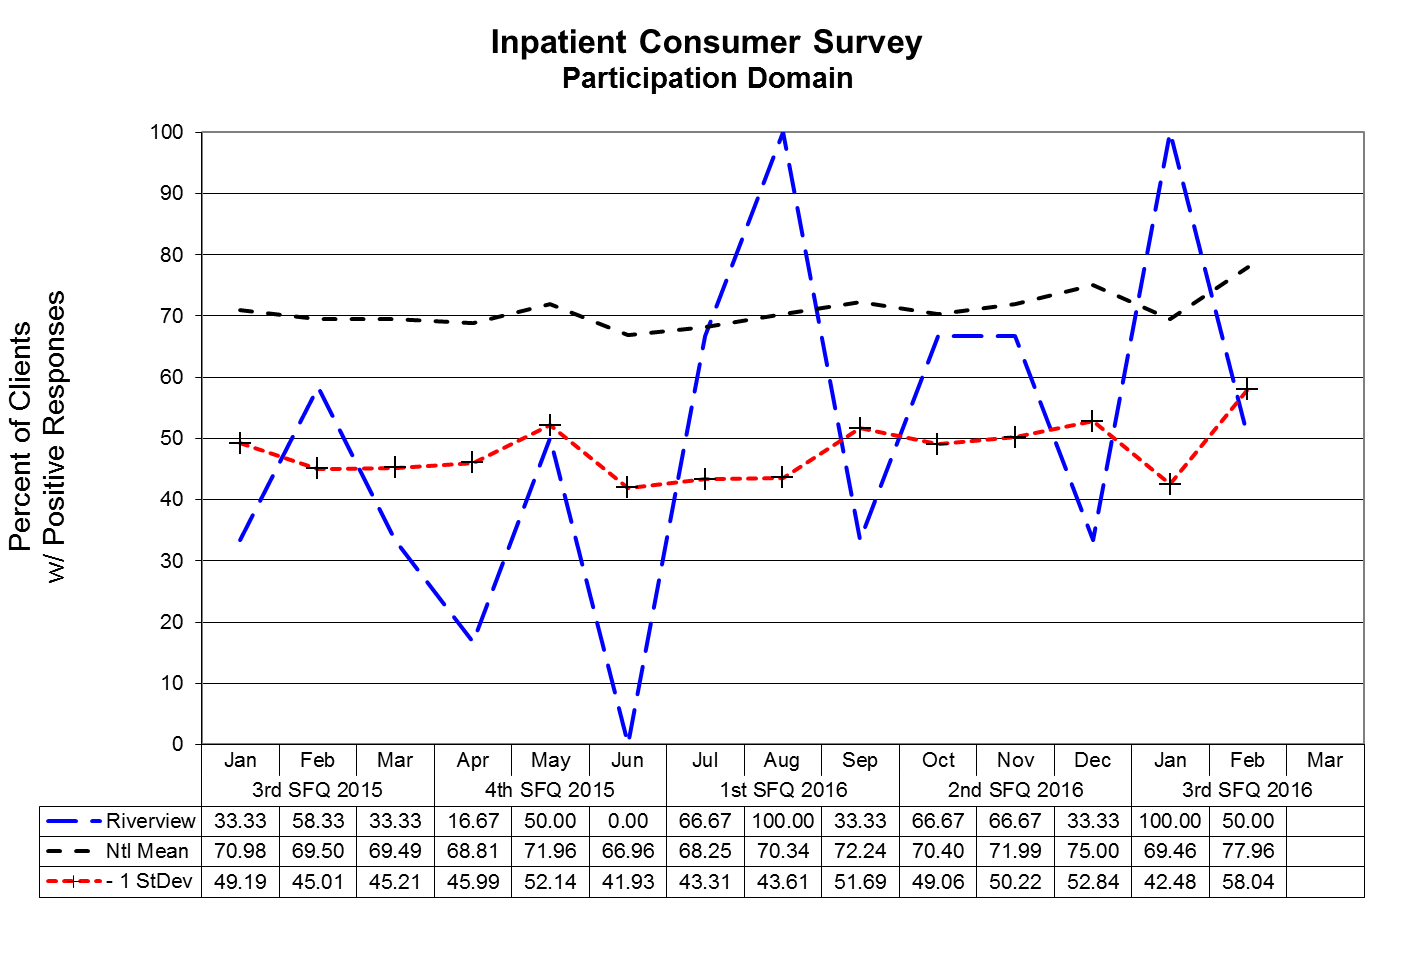 Inpatient Consumer Survey
Participation Domain
Percent of Clients
w/ Positive Responses
100
90
80
70
60
50
40
30
20
10
0
Jan Feb Mar Apr May Jun Jul Aug Sep Oct Nov Dec Jan Feb Mar
3rd SFQ 2015 4th SFQ 2015 1st SFQ 2016 2nd SFQ 2016 3rd SFQ 2016
Riverview 33.33 58.33 33.33 16.67 50.00 0.00 66.67 100.00 33.33 66.67 66.67 33.33 100.00 50.00
Ntl Mean 70.98 69.50 69.49 68.81 71.96 66.96 68.25 70.34 72.24 70.40 71.99 75.00 69.46 77.96
- 1 StDev 49.19 45.01 45.21 45.99 52.14 41.93 43.31 43.61 51.69 49.06 50.22 52.84 42.48 58.04